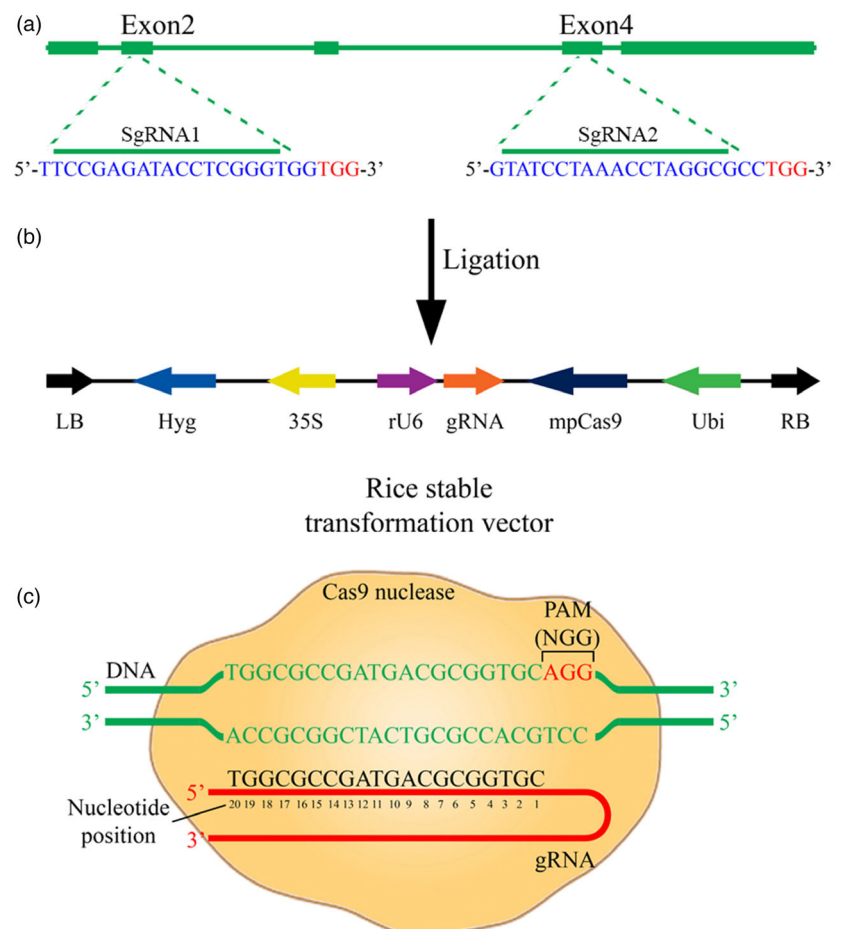 (a)
Exon2 Exon4
SgRNA1 SgRNA2
5’-TTCCGAGATACCTCGGGTGGTGG-3’ 5’-GTATCCTAAACCTAGGCGCCTGG-3’
(b)
Ligation
LB Hyg 35S rU6 gRNA mpCas9 Ubi RB
Rice stable
transformation vector
(c)
Cas9 nuclease
PAM
(NGG)
DNA TGGCGCCGATGACGCGGTGCAGG
5’ 3’
3’ 5’
ACCGCGGCTACTGCGCCACGTCC
TGGCGCCGATGACGCGGTGC
5’
20 19 18 17 16 15 14 13 12 11 10 9 8 7 6 5 4 3 2 1
Nucleotide
position
3’
gRNA